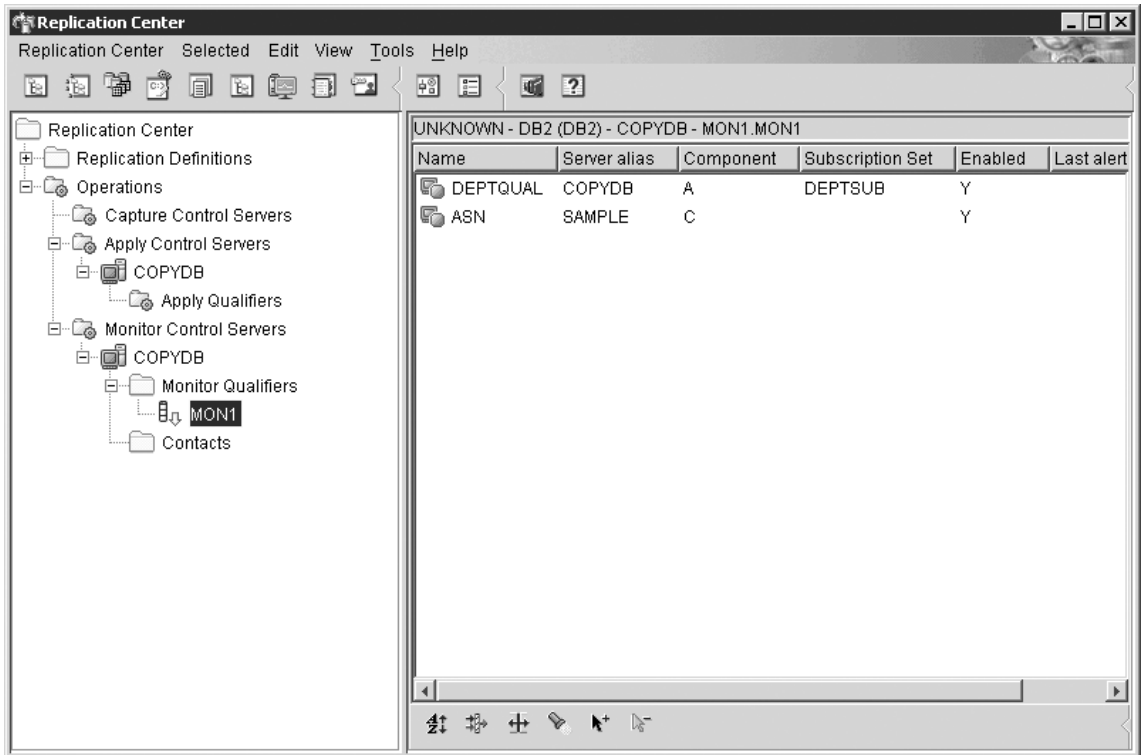 Replication Center
Replication Center Selected Edit View Tools Help
Replication Center
Replication Definitions
Operations
Capture Control Servers
Apply Control Servers
COPYDB
Apply Qualifiers
Monitor Control Servers
COPYDB
Monitor Qualifiers
MON1
Contacts
UNKNOWN - DB2 (DB2) - COPYDB - MON1.MON1
Name Server alias Component Subscription Set Enabled Last alert
DEPTQUAL COPYDB A DEPTSUB Y
ASN SAMPLE C Y